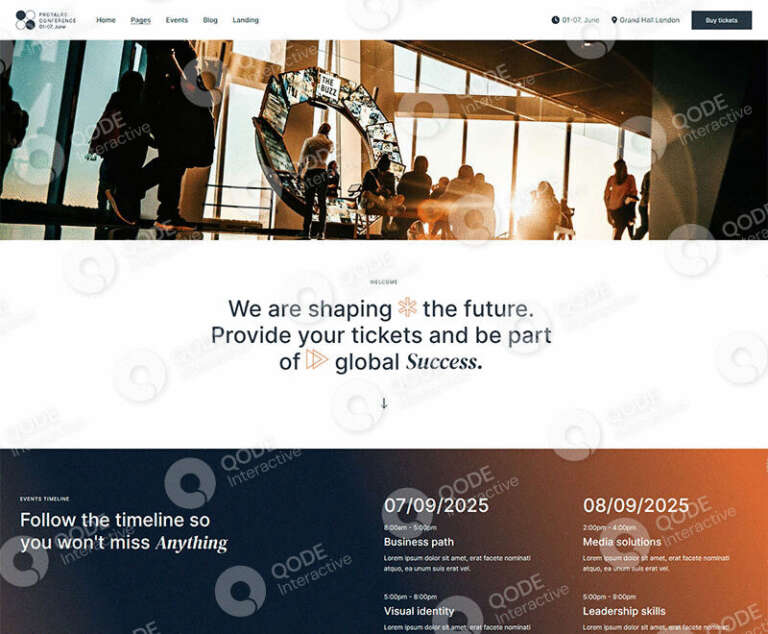 PROTALKS
CONFERENCE
01-07, June
Home
Pages
Events
Blog
Landing
01-07, June
Grand Hall London
Buy tickets
THE
BUZZ
WELCOME
We are shaping the future.
Provide your tickets and be part
of global Success.
EVENTS TIMELINE
Follow the timeline so
you won't miss Anything
07/09/2025
8:00am - 5:00pm
Business path
Lorem ipsum dolor sit amet, erat facete nominati
atquo, ea unum suis erat vel.
5:00pm - 8:00pm
Visual identity
Lorem ipsum dolor sit amet, erat facete nominati
08/09/2025
2:00pm - 4:00pm
Media solutions
Lorem ipsum dolor sit amet, erat facete nominati
atquo, ea unum suis erat vel.
5:00pm - 9:00pm
Leadership skills
Lorem ipsum dolor sit amet, erat facete nominati
QODE
Interactive